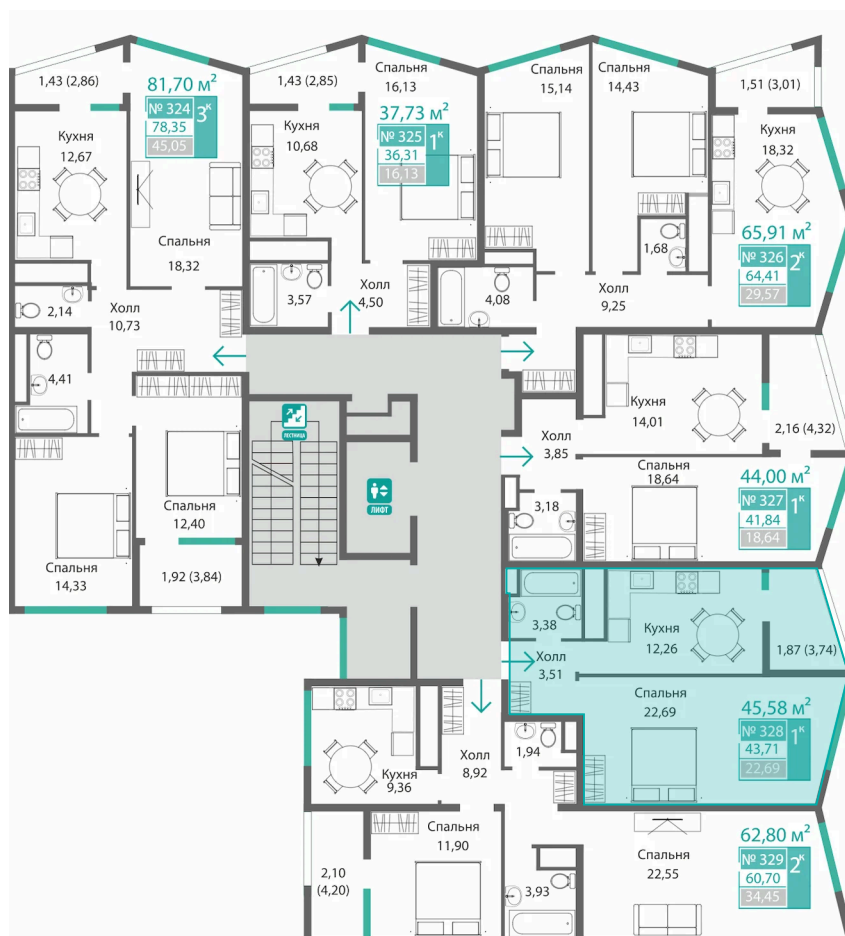 1,43 (2,86)
81,70 м²
№ 324
78,35
45,05
3к
Кухня
12,67
Спальня
18,32
2,14
Холл
10,73
4,41
Спальня
14,33
Спальня
12,40
1,92 (3,84)
1,43 (2,85)
Спальня
16,13
37,73 м²
№ 325
36,31
16,13
1к
Кухня
10,68
3,57
Холл
4,50
Спальня
15,14
Спальня
14,43
1,51 (3,01)
Кухня
18,32
65,91 м²
№ 326
64,41
29,57
2к
1,68
4,08
Холл
9,25
ЛЕСТНИЦА
ЛИФТ
Кухня
14,01
2,16 (4,32)
Холл
3,85
Спальня
18,64
44,00 м²
№ 327
41,84
18,64
1к
3,18
3,38
Кухня
12,26
1,87 (3,74)
Холл
3,51
Спальня
22,69
45,58 м²
№ 328
43,71
22,69
1к
Кухня
9,36
Холл
8,92
1,94
Спальня
11,90
2,10
(4,20)
3,93
Спальня
22,55
62,80 м²
№ 329
60,70
34,45
2к